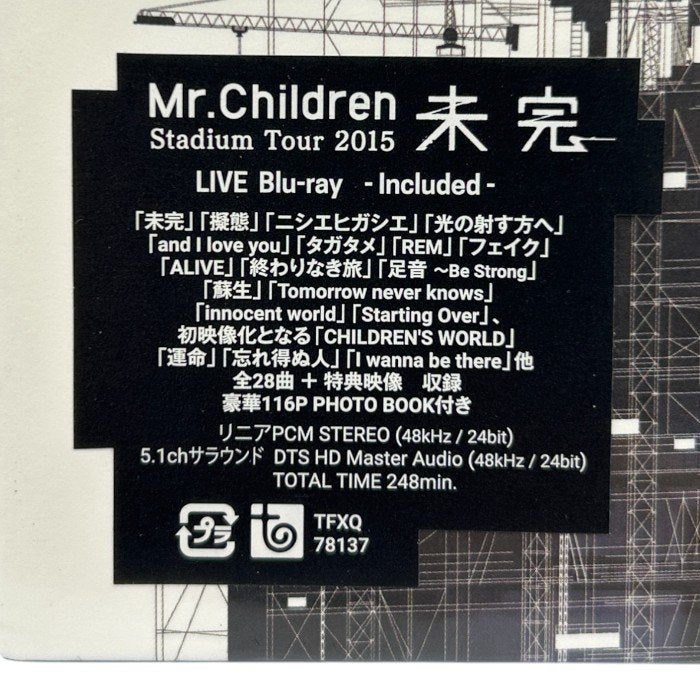 Mr.Children 未完
Stadium Tour 2015
LIVE Blu-ray - Included -
「未完」「擬態」「ニシエヒガシエ」「光の射す方へ」
「and I love you」「タガタメ」「REM」「フェイク」
「ALIVE」「終わりなき旅」「足音 〜Be Strong」
「蘇生」「Tomorrow never knows」
「innocent world」「Starting Over」、
初映像化となる「CHILDREN'S WORLD」
「運命」「忘れ得ぬ人」「I wanna be there」他
全28曲 + 特典映像 収録
豪華116P PHOTO BOOK付き
リニアPCM STEREO (48kHz / 24bit)
5.1chサラウンド DTS HD Master Audio (48kHz / 24bit)
TOTAL TIME 248min.
プラ
TFXQ
78137